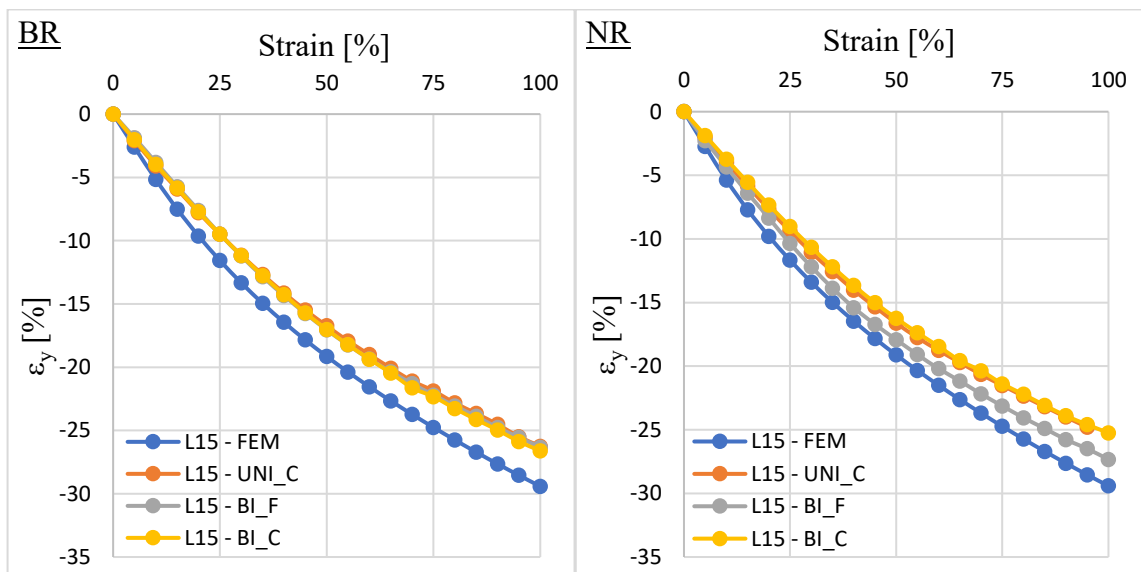 BR
Strain [%]
0 25 50 75 100
0
-5
-10
-15
-20
-25
-30
-35
εy [%]
L15 - FEM
L15 - UNI_C
L15 - BI_F
L15 - BI_C
NR
Strain [%]
0 25 50 75 100
0
-5
-10
-15
-20
-25
-30
-35
εy [%]
L15 - FEM
L15 - UNI_C
L15 - BI_F
L15 - BI_C